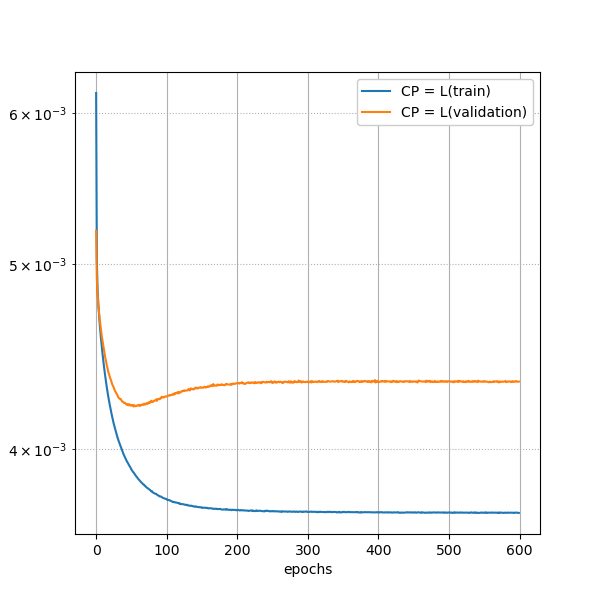 CP = L(train)
CP = L(validation)
6 × 10⁻³
5 × 10⁻³
4 × 10⁻³
0 100 200 300 400 500 600
epochs